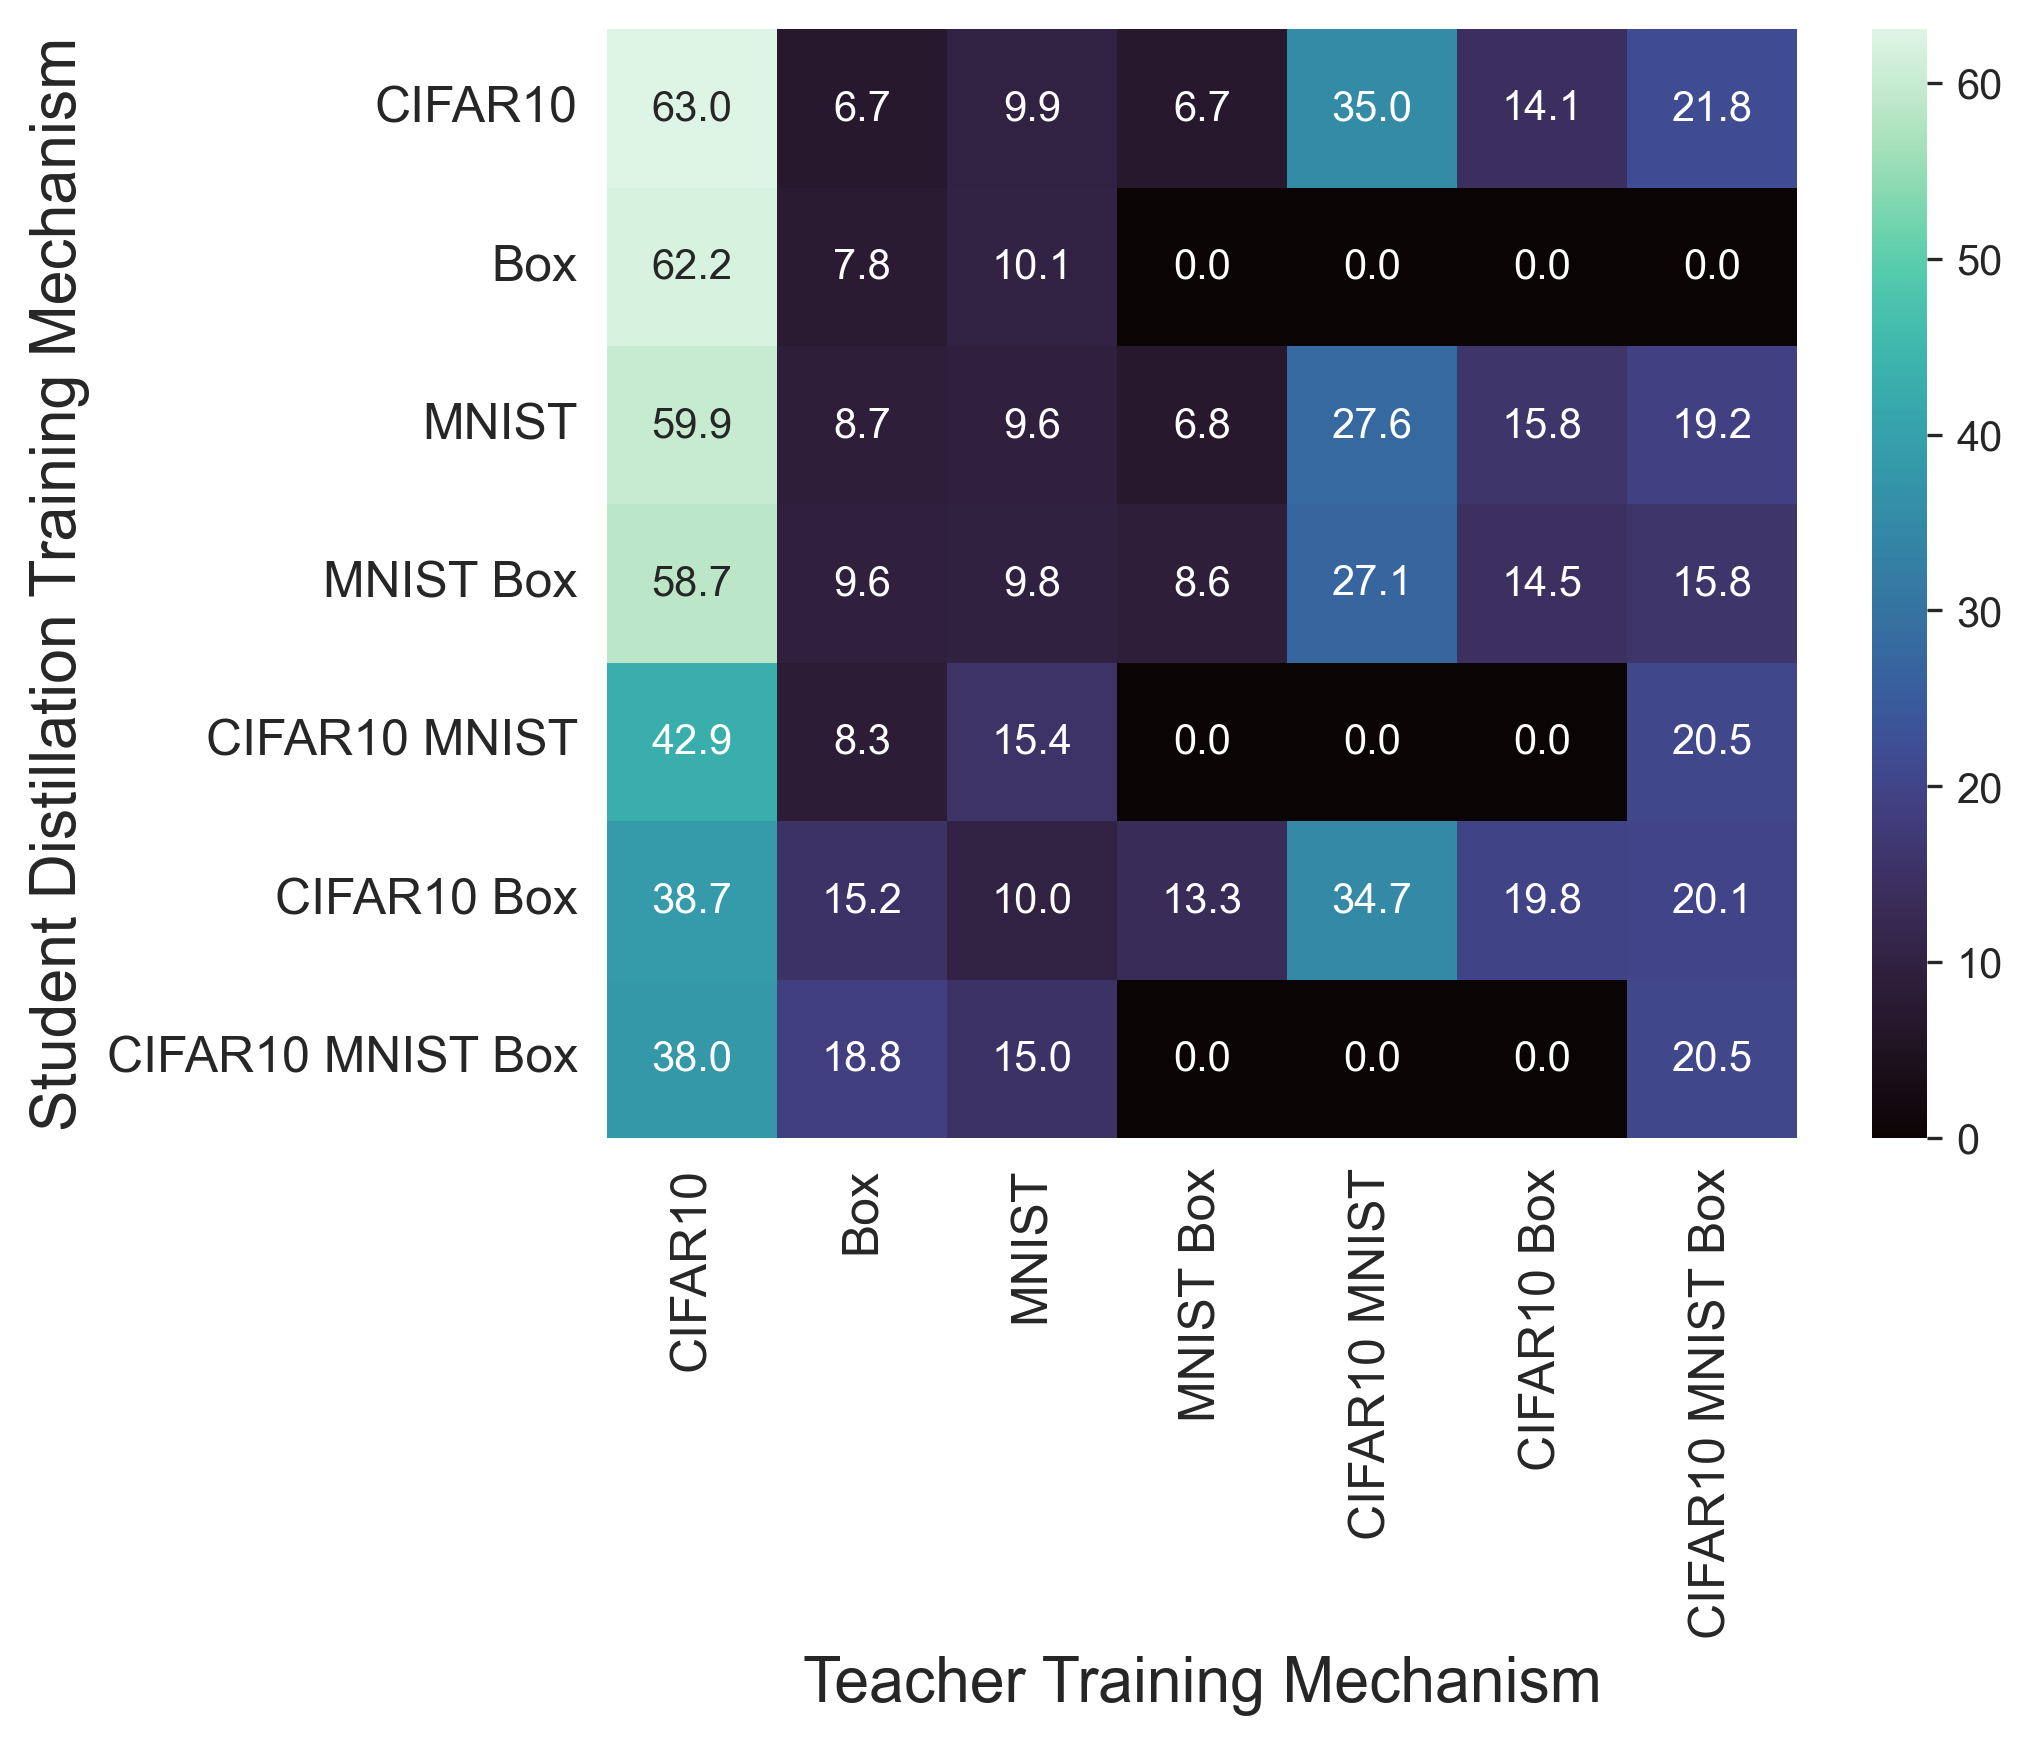 Student Distillation Training Mechanism
CIFAR10 63.0 6.7 9.9 6.7 35.0 14.1 21.8
Box 62.2 7.8 10.1 0.0 0.0 0.0 0.0
MNIST 59.9 8.7 9.6 6.8 27.6 15.8 19.2
MNIST Box 58.7 9.6 9.8 8.6 27.1 14.5 15.8
CIFAR10 MNIST 42.9 8.3 15.4 0.0 0.0 0.0 20.5
CIFAR10 Box 38.7 15.2 10.0 13.3 34.7 19.8 20.1
CIFAR10 MNIST Box 38.0 18.8 15.0 0.0 0.0 0.0 20.5
CIFAR10
Box
MNIST
MNIST Box
CIFAR10 MNIST
CIFAR10 Box
CIFAR10 MNIST Box
Teacher Training Mechanism
60
50
40
30
20
10
0